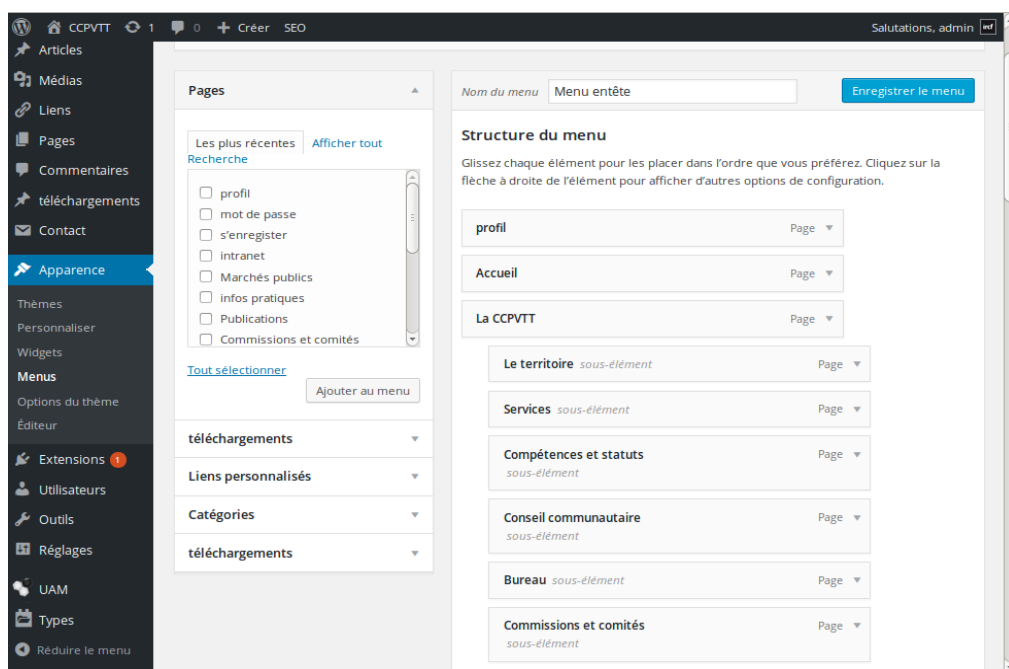 CCPVTT 1 0 + Créer SEO Salutations, admin ircf
Articles
Médias
Liens
Pages
Commentaires
téléchargements
Contact
Apparence
Thèmes
Personnaliser
Widgets
Menus
Options du thème
Éditeur
Extensions 1
Utilisateurs
Outils
Réglages
UAM
Types
Réduire le menu
Pages
Les plus récentes Afficher tout
Recherche
profil
mot de passe
s'enregister
intranet
Marchés publics
infos pratiques
Publications
Commissions et comités
Tout sélectionner
Ajouter au menu
téléchargements
Liens personnalisés
Catégories
téléchargements
Nom du menu Menu entête Enregistrer le menu
Structure du menu
Glissez chaque élément pour les placer dans l'ordre que vous préférez. Cliquez sur la
flèche à droite de l'élément pour afficher d'autres options de configuration.
profil Page
Accueil Page
La CCPVTT Page
Le territoire sous-élément Page
Services sous-élément Page
Compétences et statuts Page
sous-élément
Conseil communautaire Page
sous-élément
Bureau sous-élément Page
Commissions et comités Page
sous-élément